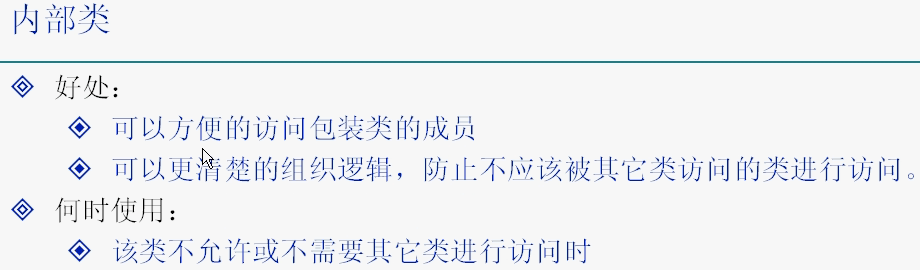 内部类
好处：
可以方便的访问包装类的成员
可以更清楚的组织逻辑，防止不应该被其它类访问的类进行访问。
何时使用：
该类不允许或不需要其它类进行访问时